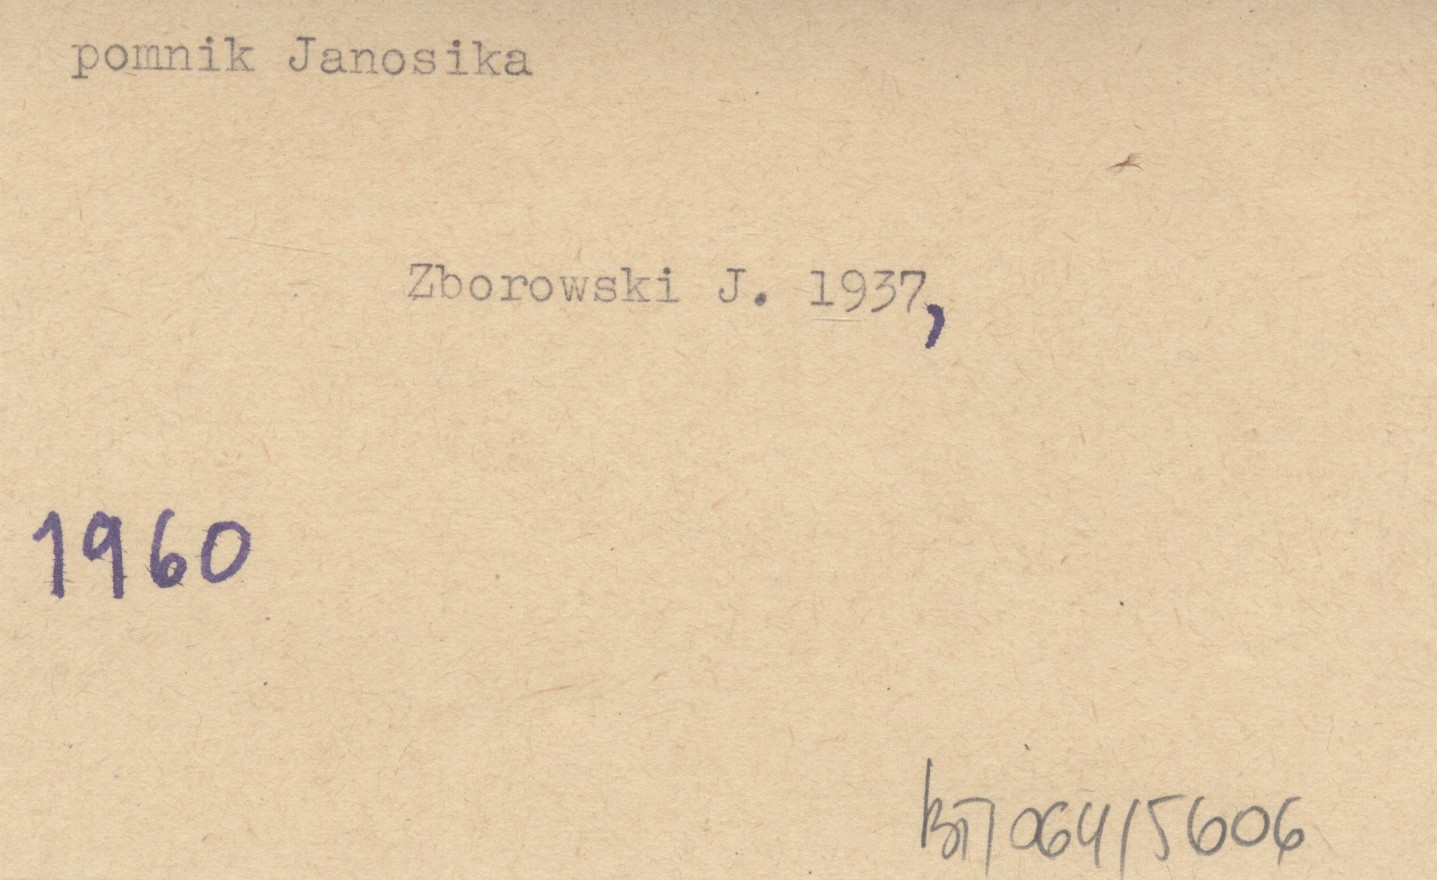 pomnik Janosika
Zborowski J. 1937,
1960
BT/064/5606